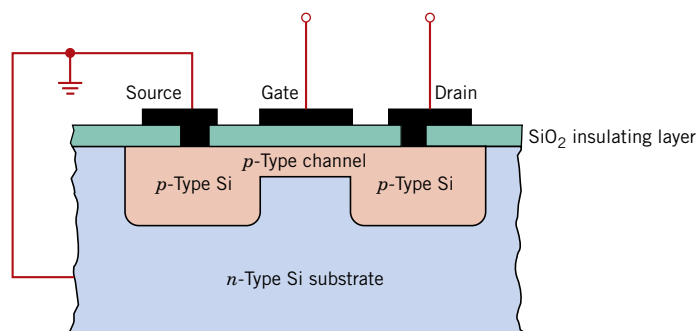 Source
Gate
Drain
SiO₂ insulating layer
p-Type channel
p-Type Si
p-Type Si
n-Type Si substrate